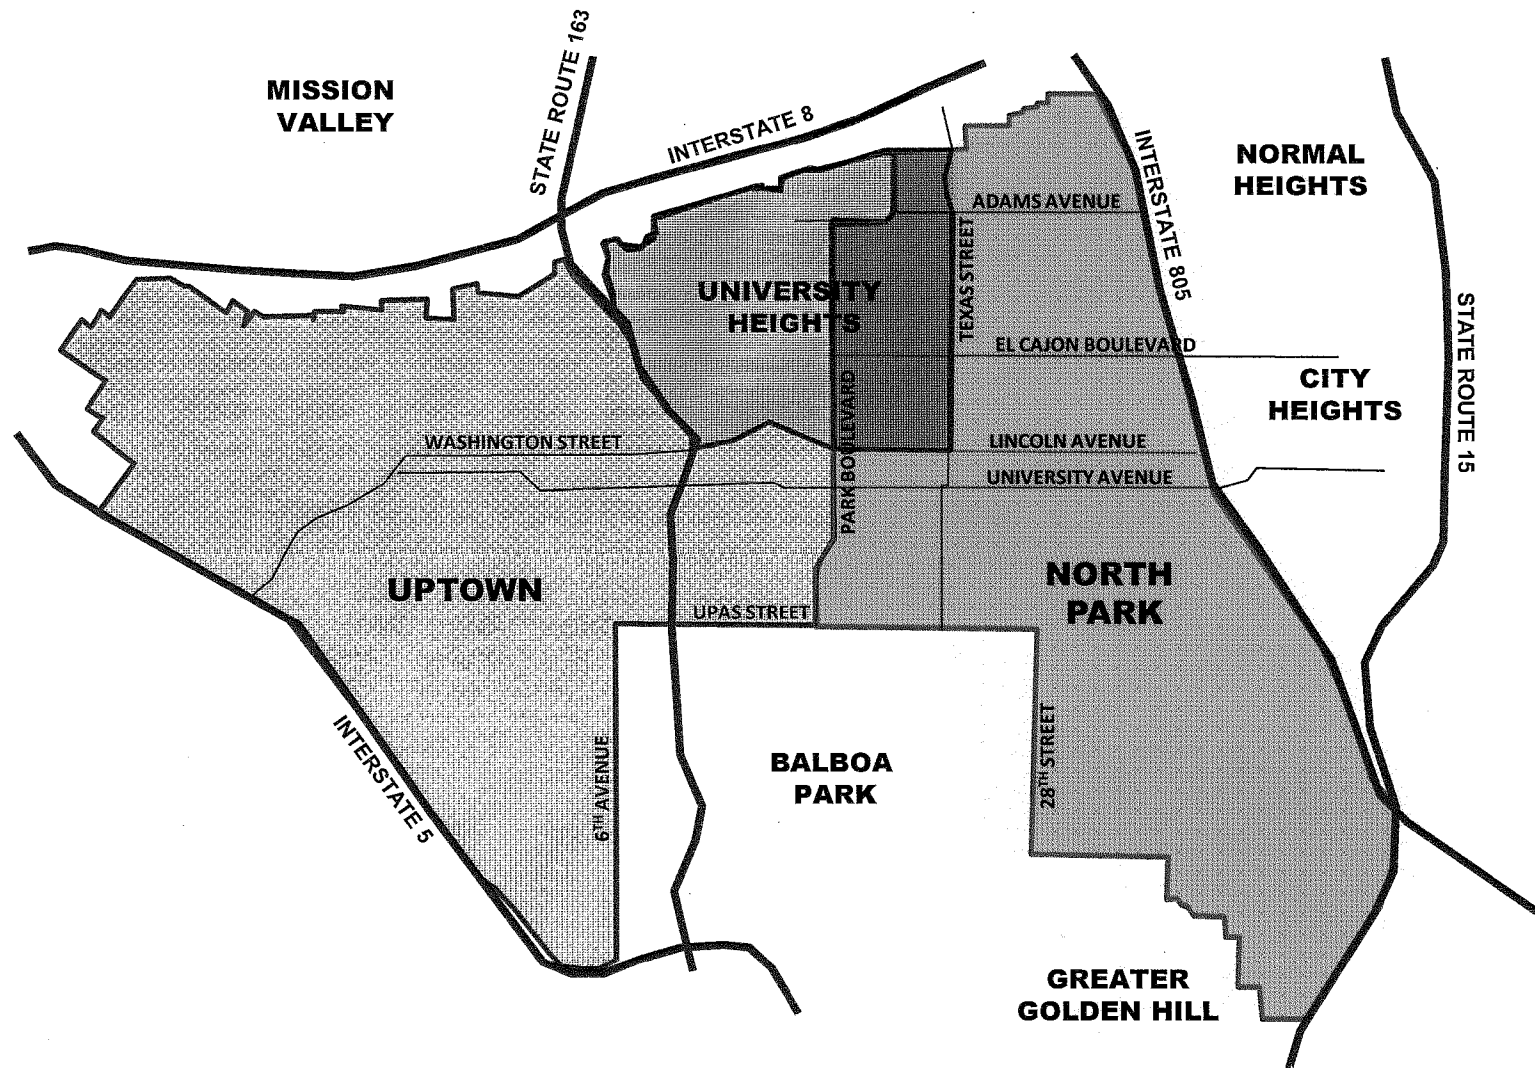 MISSION
VALLEY
STATE ROUTE 163
INTERSTATE 8
INTERSTATE 805
NORMAL
HEIGHTS
ADAMS AVENUE
TEXAS STREET
UNIVERSITY
HEIGHTS
STATE ROUTE 15
EL CAJON BOULEVARD
CITY
HEIGHTS
PARK BOULEVARD
WASHINGTON STREET
LINCOLN AVENUE
UNIVERSITY AVENUE
UPTOWN
NORTH
PARK
UPAS STREET
INTERSTATE 5
6TH AVENUE
BALBOA
PARK
28TH STREET
GREATER
GOLDEN HILL